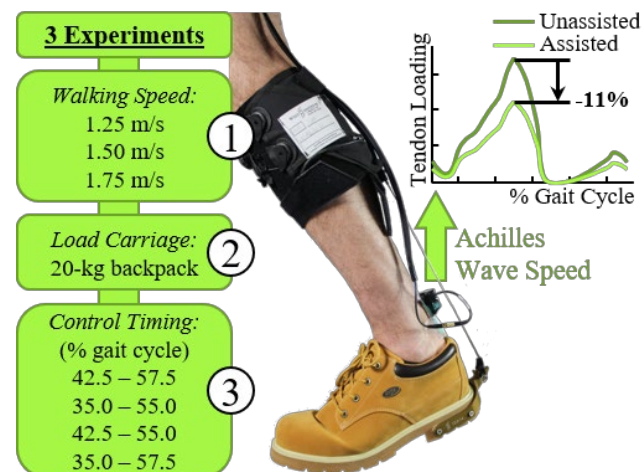 3 Experiments
Walking Speed:
1.25 m/s
1.50 m/s
1.75 m/s
1
Load Carriage:
20-kg backpack
2
Control Timing:
(% gait cycle)
42.5 – 57.5
35.0 – 55.0
42.5 – 55.0
35.0 – 57.5
3
Unassisted
Assisted
Tendon Loading
-11%
% Gait Cycle
Achilles
Wave Speed